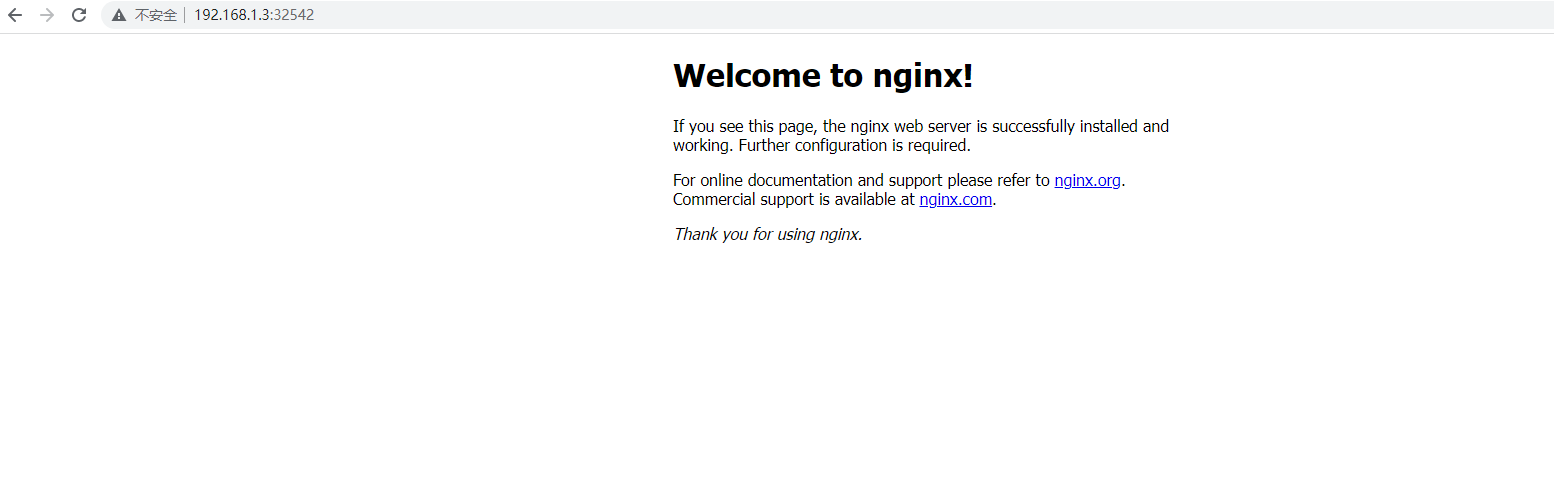 不安全 192.168.1.3:32542
Welcome to nginx!
If you see this page, the nginx web server is successfully installed and
working. Further configuration is required.
For online documentation and support please refer to nginx.org.
Commercial support is available at nginx.com.
Thank you for using nginx.